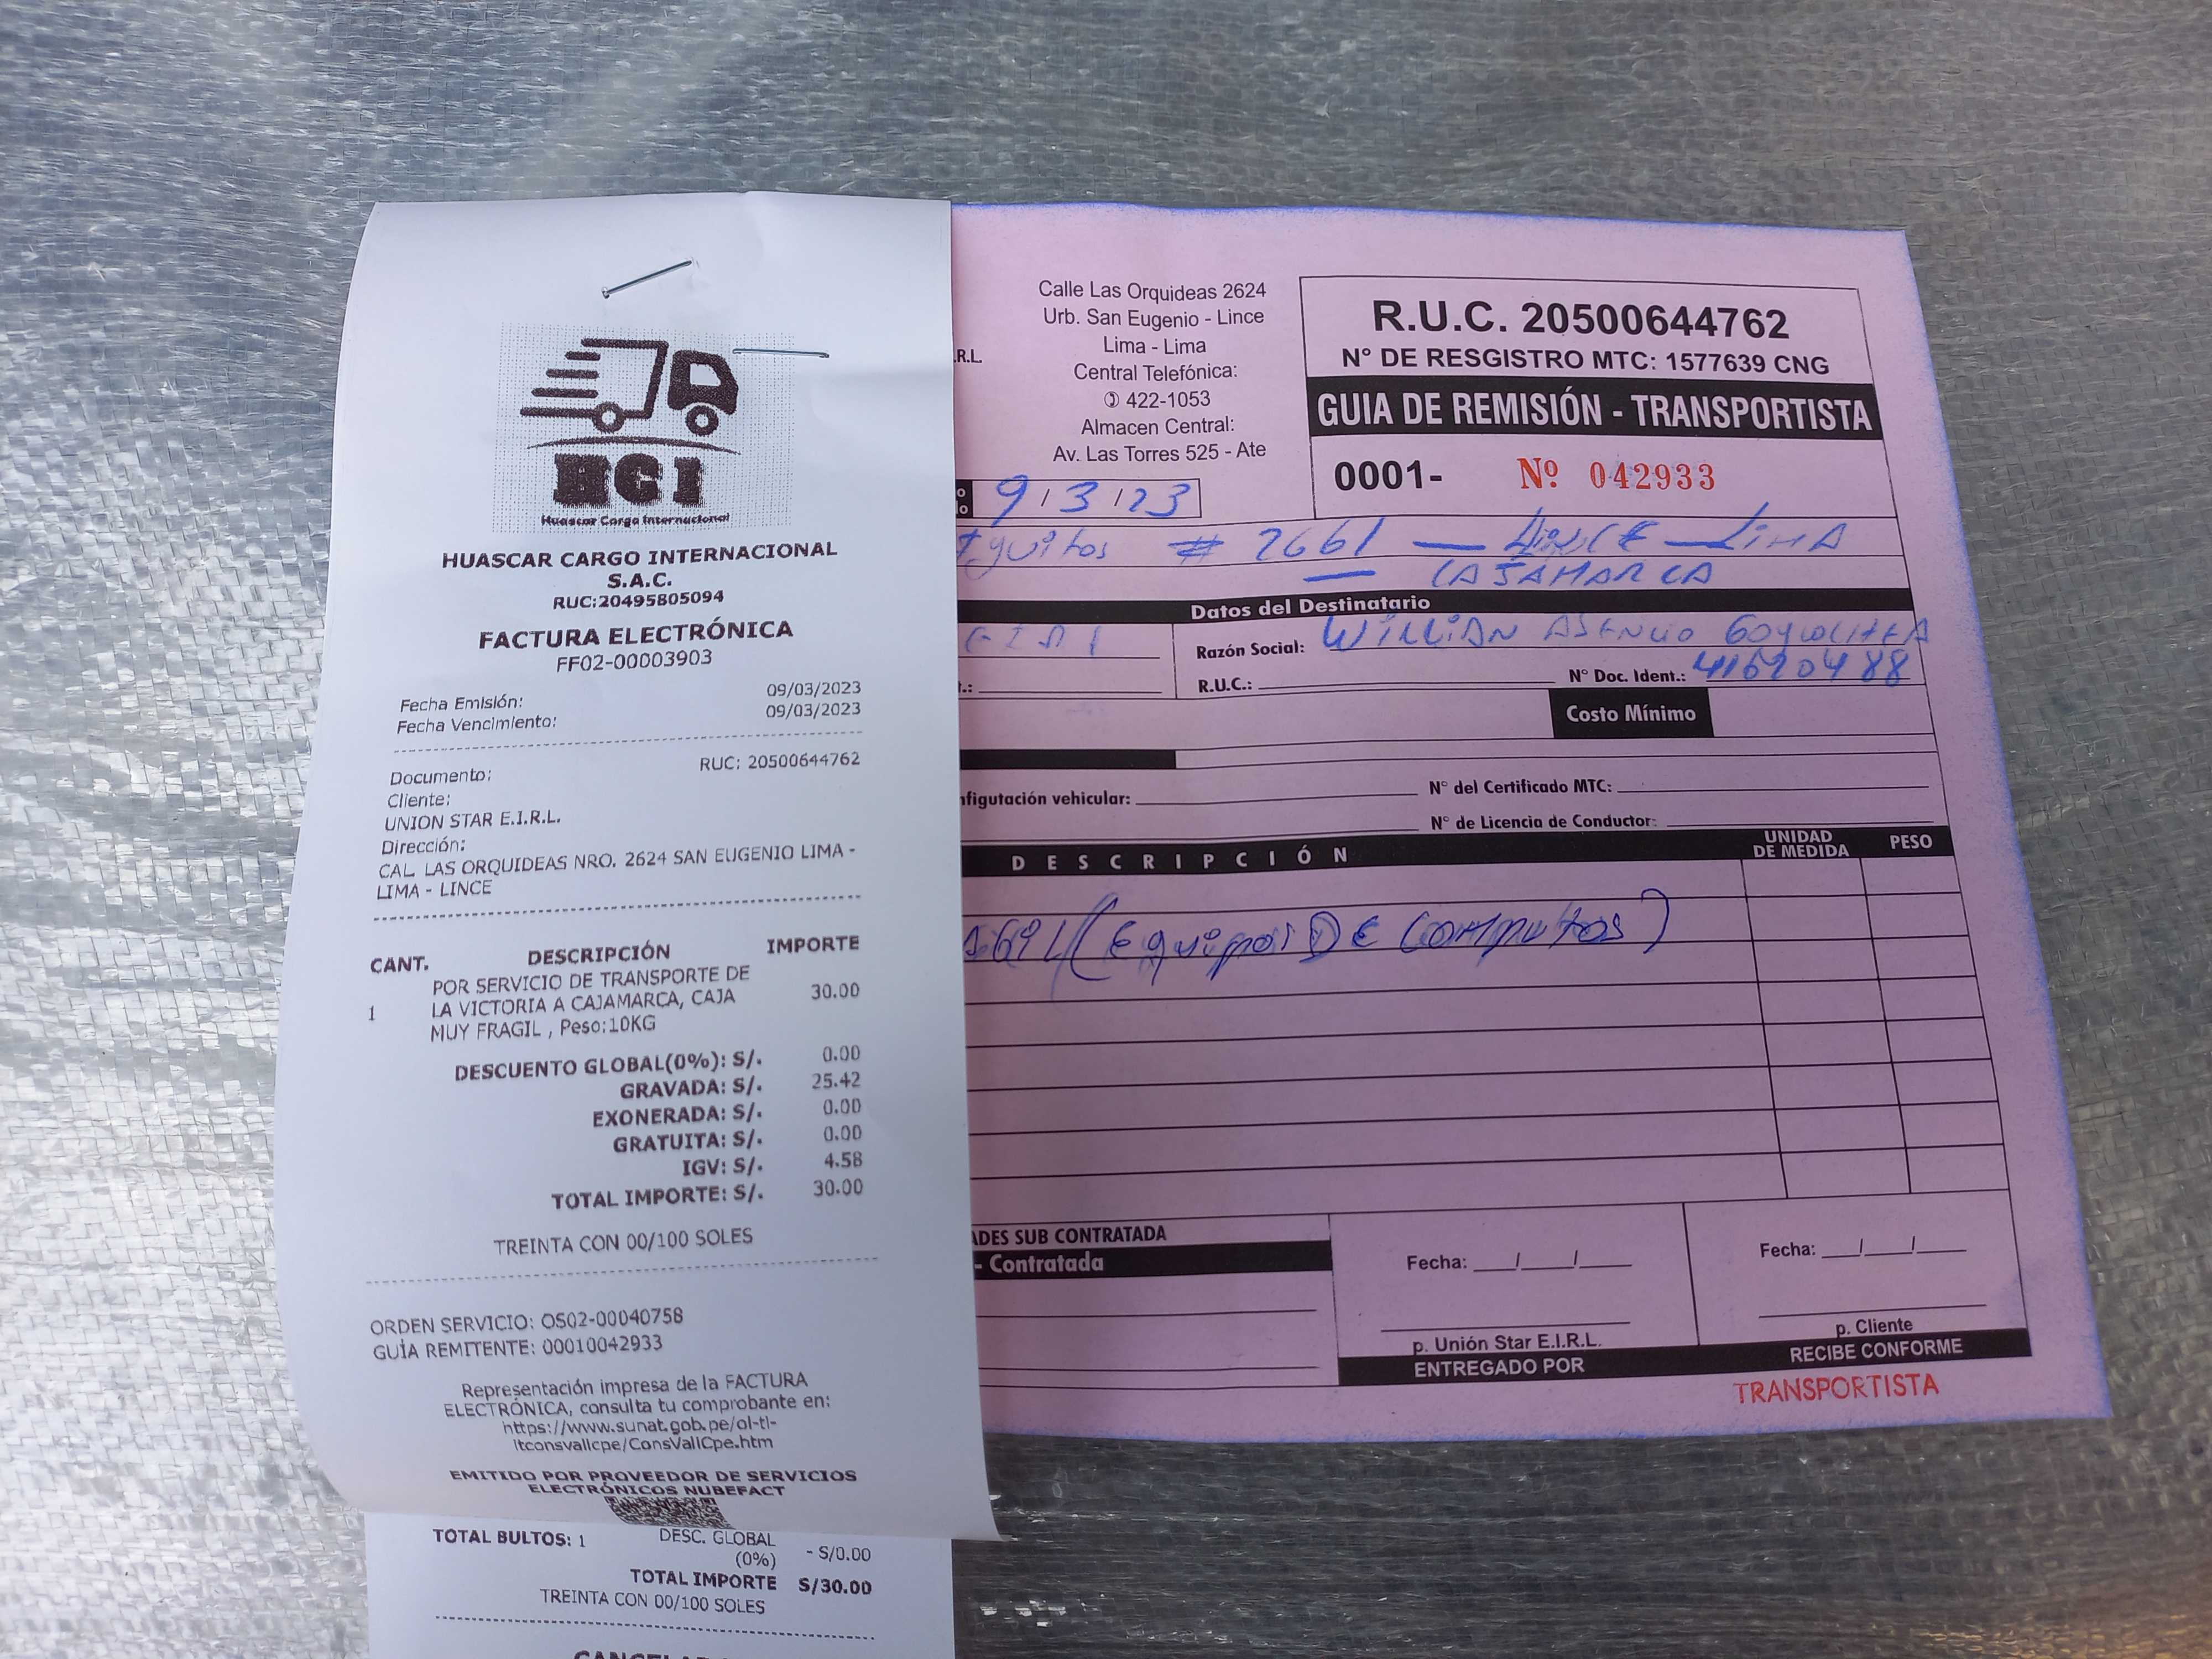 HCI
Huascar Cargo Internacional
HUASCAR CARGO INTERNACIONAL
S.A.C.
RUC:20495805094
FACTURA ELECTRÓNICA
FF02-00003903
Fecha Emisión: 09/03/2023
Fecha Vencimiento: 09/03/2023
Documento: RUC: 20500644762
Cliente:
UNION STAR E.I.R.L.
Dirección:
CAL. LAS ORQUIDEAS NRO. 2624 SAN EUGENIO LIMA -
LIMA - LINCE
CANT. DESCRIPCIÓN IMPORTE
POR SERVICIO DE TRANSPORTE DE
1 LA VICTORIA A CAJAMARCA, CAJA 30.00
MUY FRAGIL , Peso:10KG
DESCUENTO GLOBAL(0%): S/. 0.00
GRAVADA: S/. 25.42
EXONERADA: S/. 0.00
GRATUITA: S/. 0.00
IGV: S/. 4.58
TOTAL IMPORTE: S/. 30.00
TREINTA CON 00/100 SOLES
ORDEN SERVICIO: OS02-00040758
GUÍA REMITENTE: 00010042933
Representación impresa de la FACTURA
ELECTRÓNICA, consulta tu comprobante en:
https://www.sunat.gob.pe/ol-ti-
itconsvalicpe/ConsValiCpe.htm
EMITIDO POR PROVEEDOR DE SERVICIOS
ELECTRÓNICOS NUBEFACT
TOTAL BULTOS: 1 DESC. GLOBAL
(0%) - S/0.00
TOTAL IMPORTE S/30.00
TREINTA CON 00/100 SOLES
.R.L.
Calle Las Orquideas 2624
Urb. San Eugenio - Lince
Lima - Lima
Central Telefónica:
422-1053
Almacen Central:
Av. Las Torres 525 - Ate
R.U.C. 20500644762
N° DE RESGISTRO MTC: 1577639 CNG
GUIA DE REMISIÓN - TRANSPORTISTA
0001- Nº 042933
9/3/23
Iquitos # 2661 — LINCE — LIMA
— CAJAMARCA
Datos del Destinatario
Razón Social: WILLIAN ASENCIO
R.U.C.: N° Doc. Ident.: 41620488
Costo Mínimo
nfigutación vehicular: N° del Certificado MTC:
N° de Licencia de Conductor:
DESCRIPCIÓN UNIDAD DE MEDIDA PESO
(Equipos DE Computos)
ADES SUB CONTRATADA
- Contratada
Fecha: / / Fecha: / /
p. Unión Star E.I.R.L. p. Cliente
ENTREGADO POR RECIBE CONFORME
TRANSPORTISTA